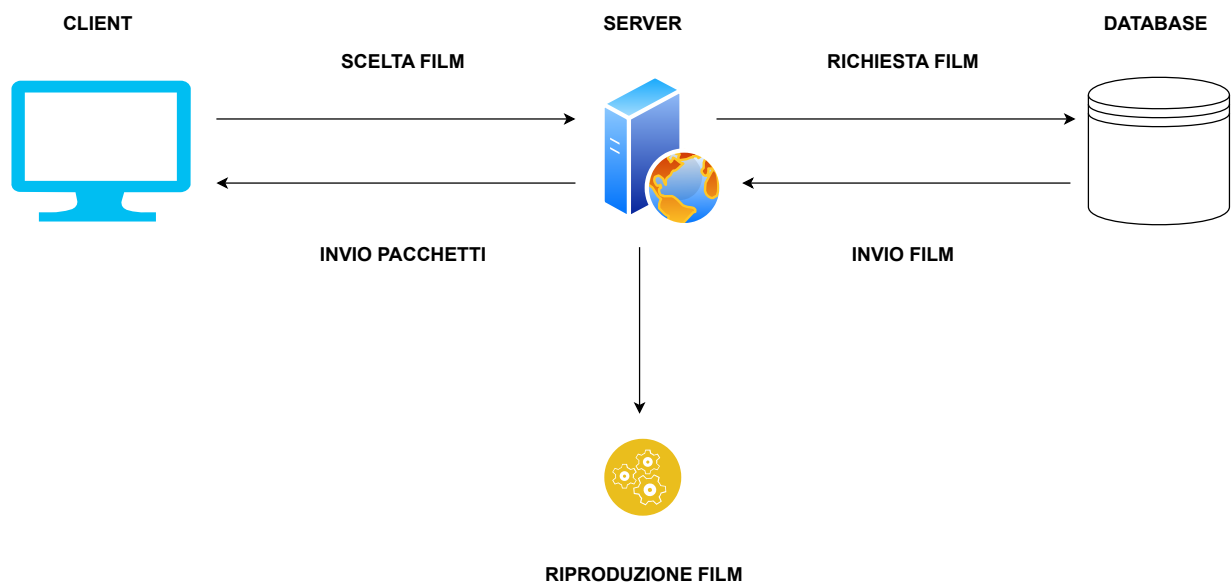 CLIENT
SERVER
DATABASE
SCELTA FILM
RICHIESTA FILM
INVIO PACCHETTI
INVIO FILM
RIPRODUZIONE FILM